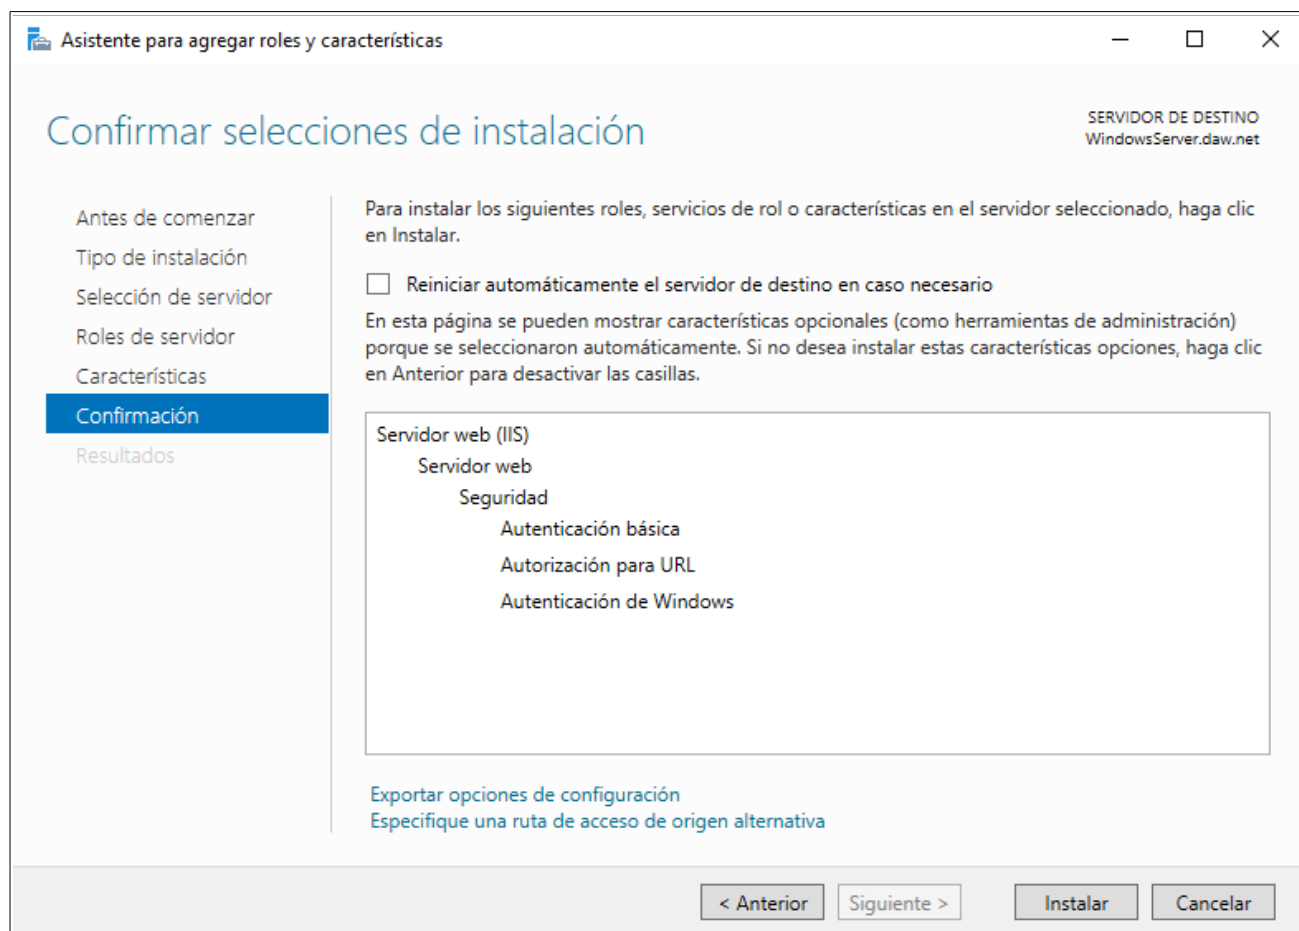 Asistente para agregar roles y características
Confirmar selecciones de instalación
SERVIDOR DE DESTINO
WindowsServer.daw.net
Antes de comenzar
Tipo de instalación
Selección de servidor
Roles de servidor
Características
Confirmación
Resultados
Para instalar los siguientes roles, servicios de rol o características en el servidor seleccionado, haga clic
en Instalar.
Reiniciar automáticamente el servidor de destino en caso necesario
En esta página se pueden mostrar características opcionales (como herramientas de administración)
porque se seleccionaron automáticamente. Si no desea instalar estas características opciones, haga clic
en Anterior para desactivar las casillas.
Servidor web (IIS)
Servidor web
Seguridad
Autenticación básica
Autorización para URL
Autenticación de Windows
Exportar opciones de configuración
Especifique una ruta de acceso de origen alternativa
< Anterior
Siguiente >
Instalar
Cancelar